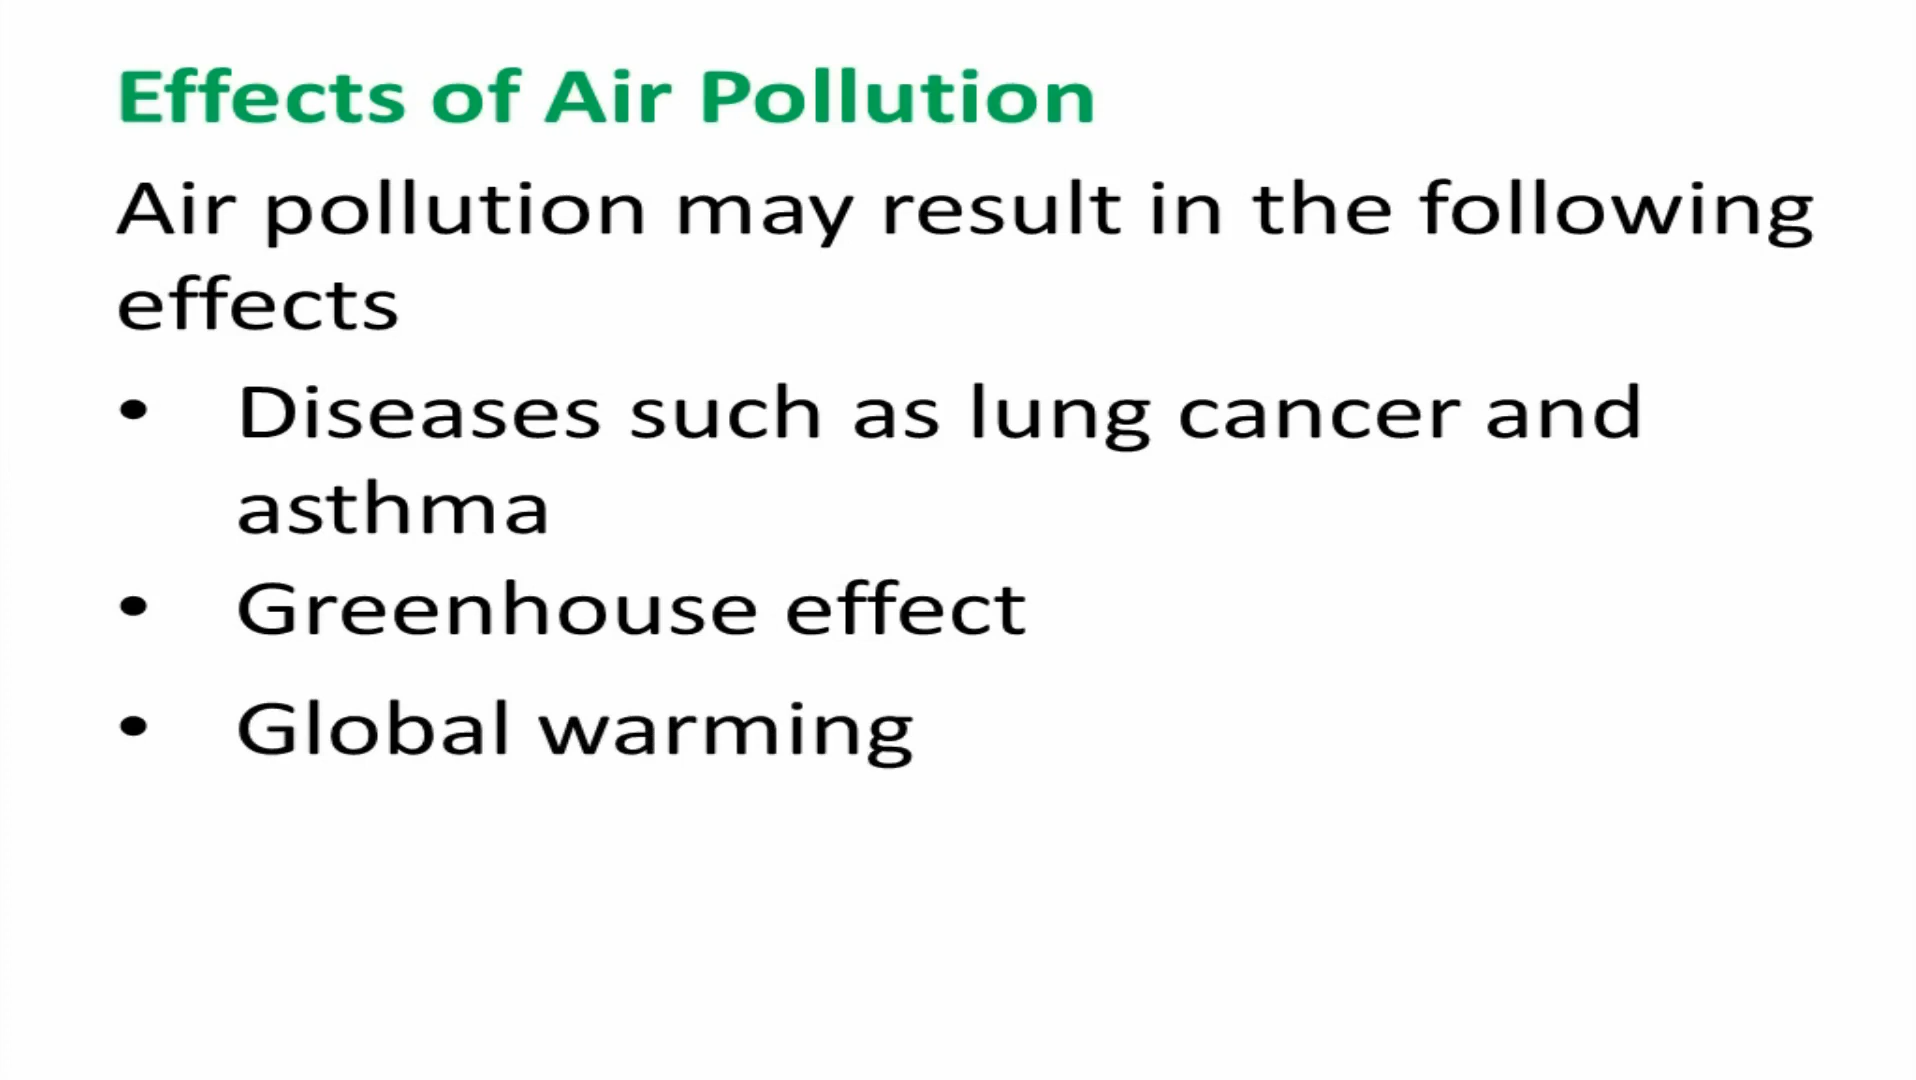 Effects of Air Pollution
Air pollution may result in the following
effects
• Diseases such as lung cancer and
asthma
• Greenhouse effect
• Global warming